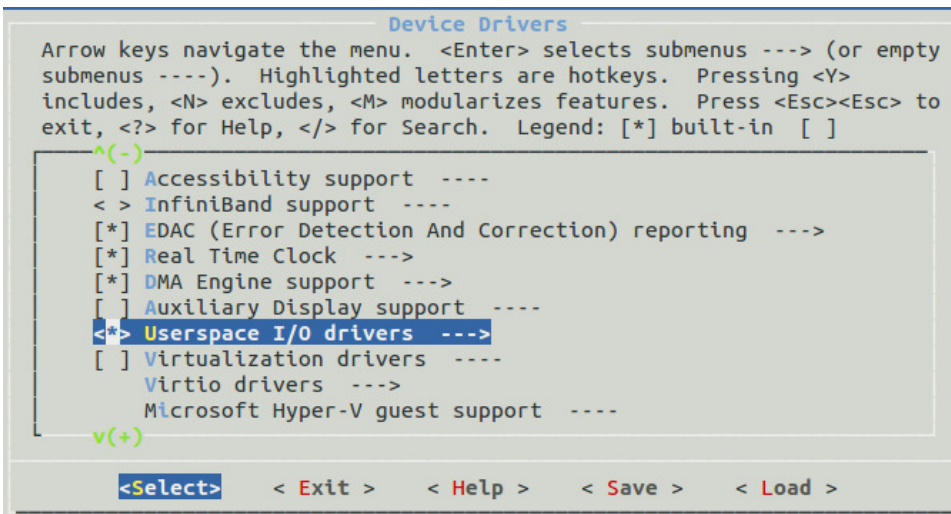 Device Drivers
Arrow keys navigate the menu.  <Enter> selects submenus ---> (or empty
submenus ----).  Highlighted letters are hotkeys.  Pressing <Y>
includes, <N> excludes, <M> modularizes features.  Press <Esc><Esc> to
exit, <?> for Help, </> for Search.  Legend: [*] built-in  [ ]
^(-)
[ ] Accessibility support  ----
< > InfiniBand support  ----
[*] EDAC (Error Detection And Correction) reporting  --->
[*] Real Time Clock  --->
[*] DMA Engine support  --->
[ ] Auxiliary Display support  ----
<*> Userspace I/O drivers  --->
[ ] Virtualization drivers  ----
Virtio drivers  --->
Microsoft Hyper-V guest support  ----
v(+)
<Select>    < Exit >    < Help >    < Save >    < Load >